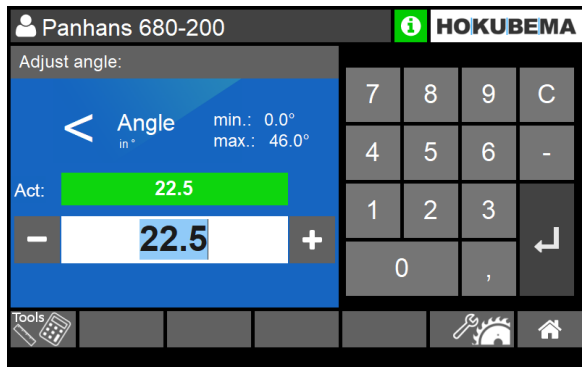 Panhans 680-200
i HOKUBEMA
Adjust angle:
< Angle
in °
min.: 0.0°
max.: 46.0°
Act: 22.5
− 22.5 +
7 8 9 C
4 5 6 -
1 2 3
0 ,
Tools